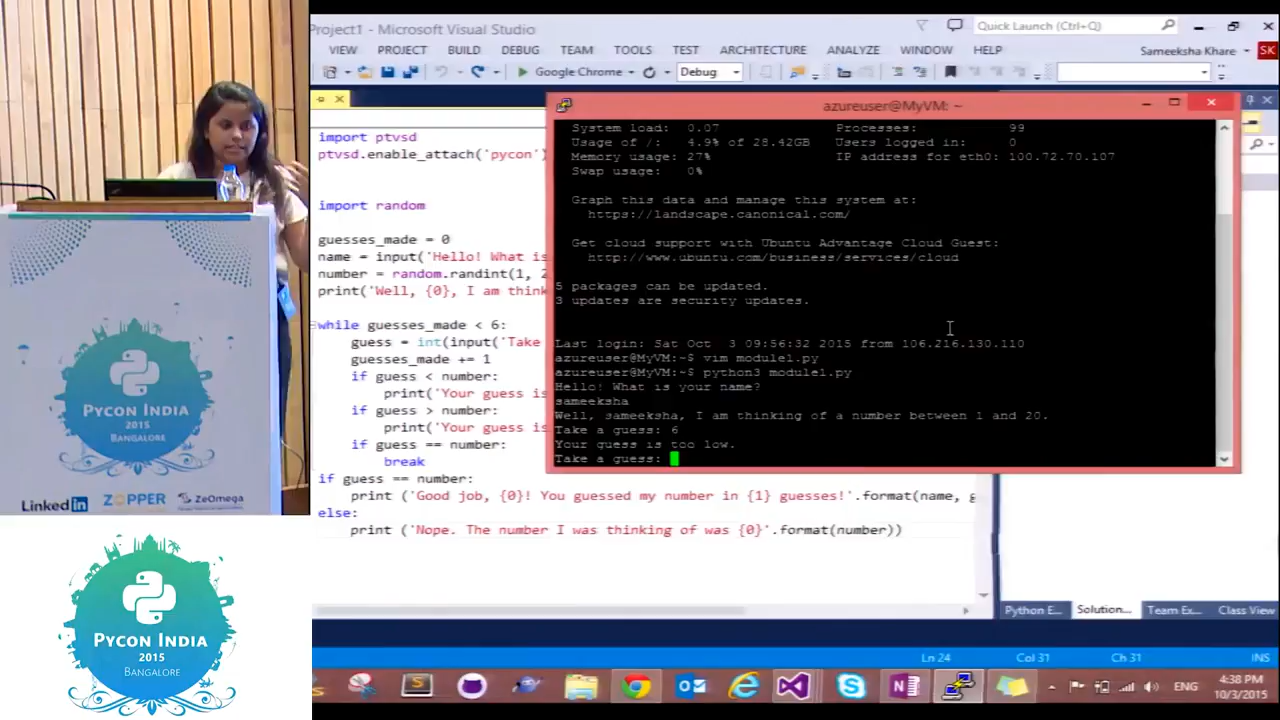 Project1 - Microsoft Visual Studio
Quick Launch (Ctrl+Q)
VIEW PROJECT BUILD DEBUG TEAM TOOLS TEST ARCHITECTURE ANALYZE WINDOW HELP
Sameeksha Khare SK
Google Chrome Debug
import ptvsd
ptvsd.enable_attach('pycon')
import random
guesses_made = 0
name = input('Hello! What is
number = random.randint(1, 2
print('Well, {0}, I am think
while guesses_made < 6:
guess = int(input('Take
guesses_made += 1
if guess < number:
print('Your guess is
if guess > number:
print('Your guess is
if guess == number:
break
if guess == number:
print ('Good job, {0}! You guessed my number in {1} guesses!'.format(name, g
else:
print ('Nope. The number I was thinking of was {0}'.format(number))
azureuser@MyVM: ~
System load: 0.07 Processes: 99
Usage of /: 4.9% of 28.42GB Users logged in: 0
Memory usage: 27% IP address for eth0: 100.72.70.107
Swap usage: 0%
Graph this data and manage this system at:
https://landscape.canonical.com/
Get cloud support with Ubuntu Advantage Cloud Guest:
http://www.ubuntu.com/business/services/cloud
5 packages can be updated.
3 updates are security updates.
Last login: Sat Oct 3 09:56:32 2015 from 106.216.130.110
azureuser@MyVM:~$ vim module1.py
azureuser@MyVM:~$ python3 module1.py
Hello! What is your name?
sameeksha
Well, sameeksha, I am thinking of a number between 1 and 20.
Take a guess: 6
Your guess is too low.
Take a guess:
Python E... Solution... Team Ex... Class View
Ln 24 Col 31 Ch 31 INS
ENG
4:38 PM
10/3/2015
PYCON INDIA
2015
BANGALORE
LinkedIn ZOPPER ZeOmega
PYCON INDIA
2015
BANGALORE